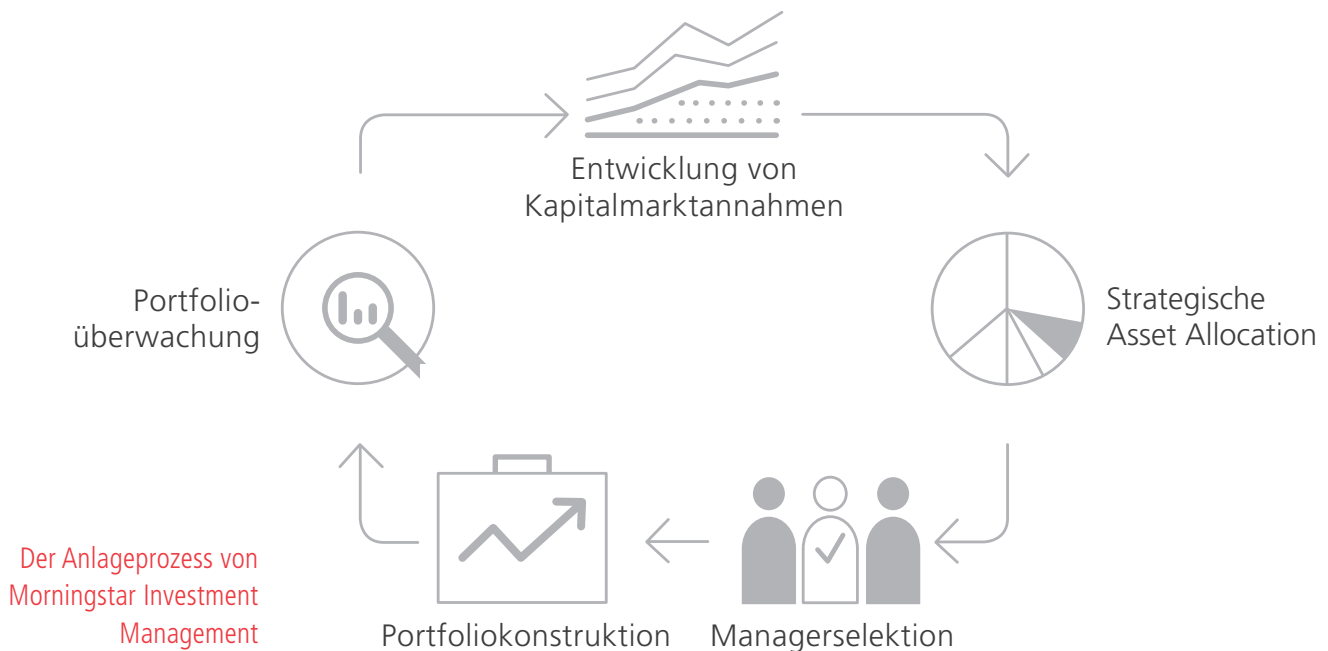 Entwicklung von
Kapitalmarktannahmen
Strategische
Asset Allocation
Managerselektion
Portfoliokonstruktion
Portfolio-
überwachung
Der Anlageprozess von
Morningstar Investment
Management